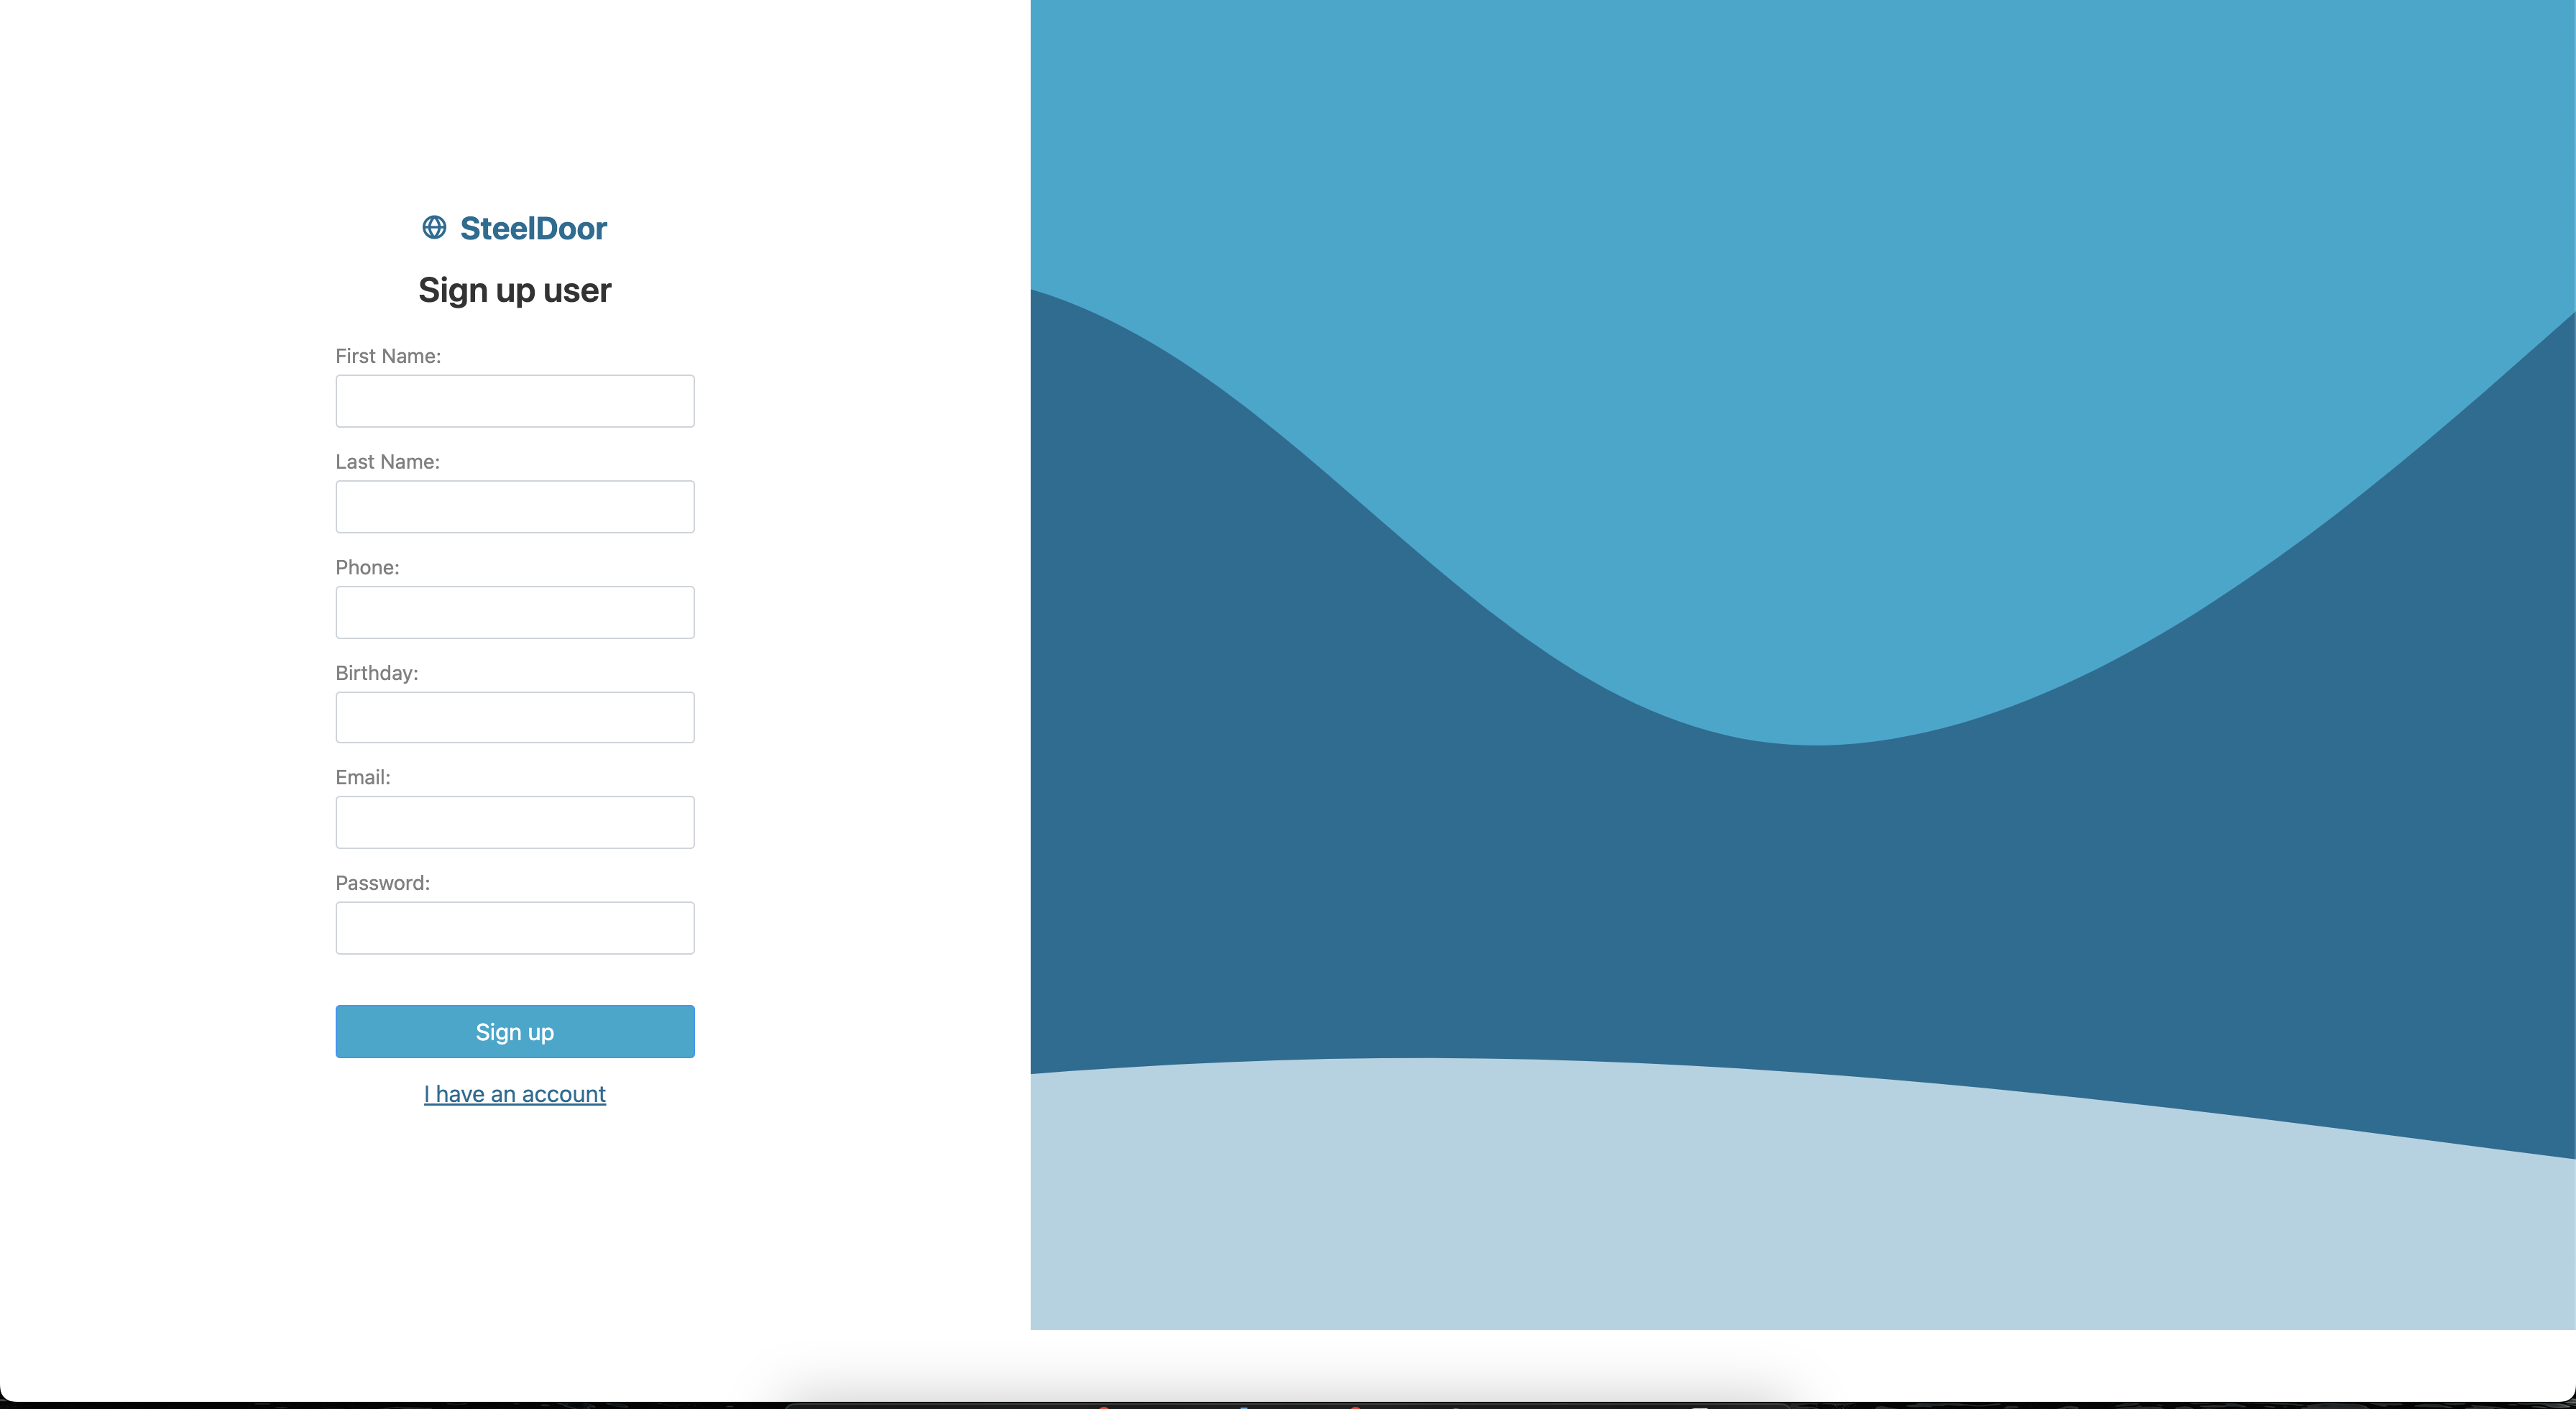 SteelDoor
Sign up user
First Name:
Last Name:
Phone:
Birthday:
Email:
Password:
Sign up
I have an account